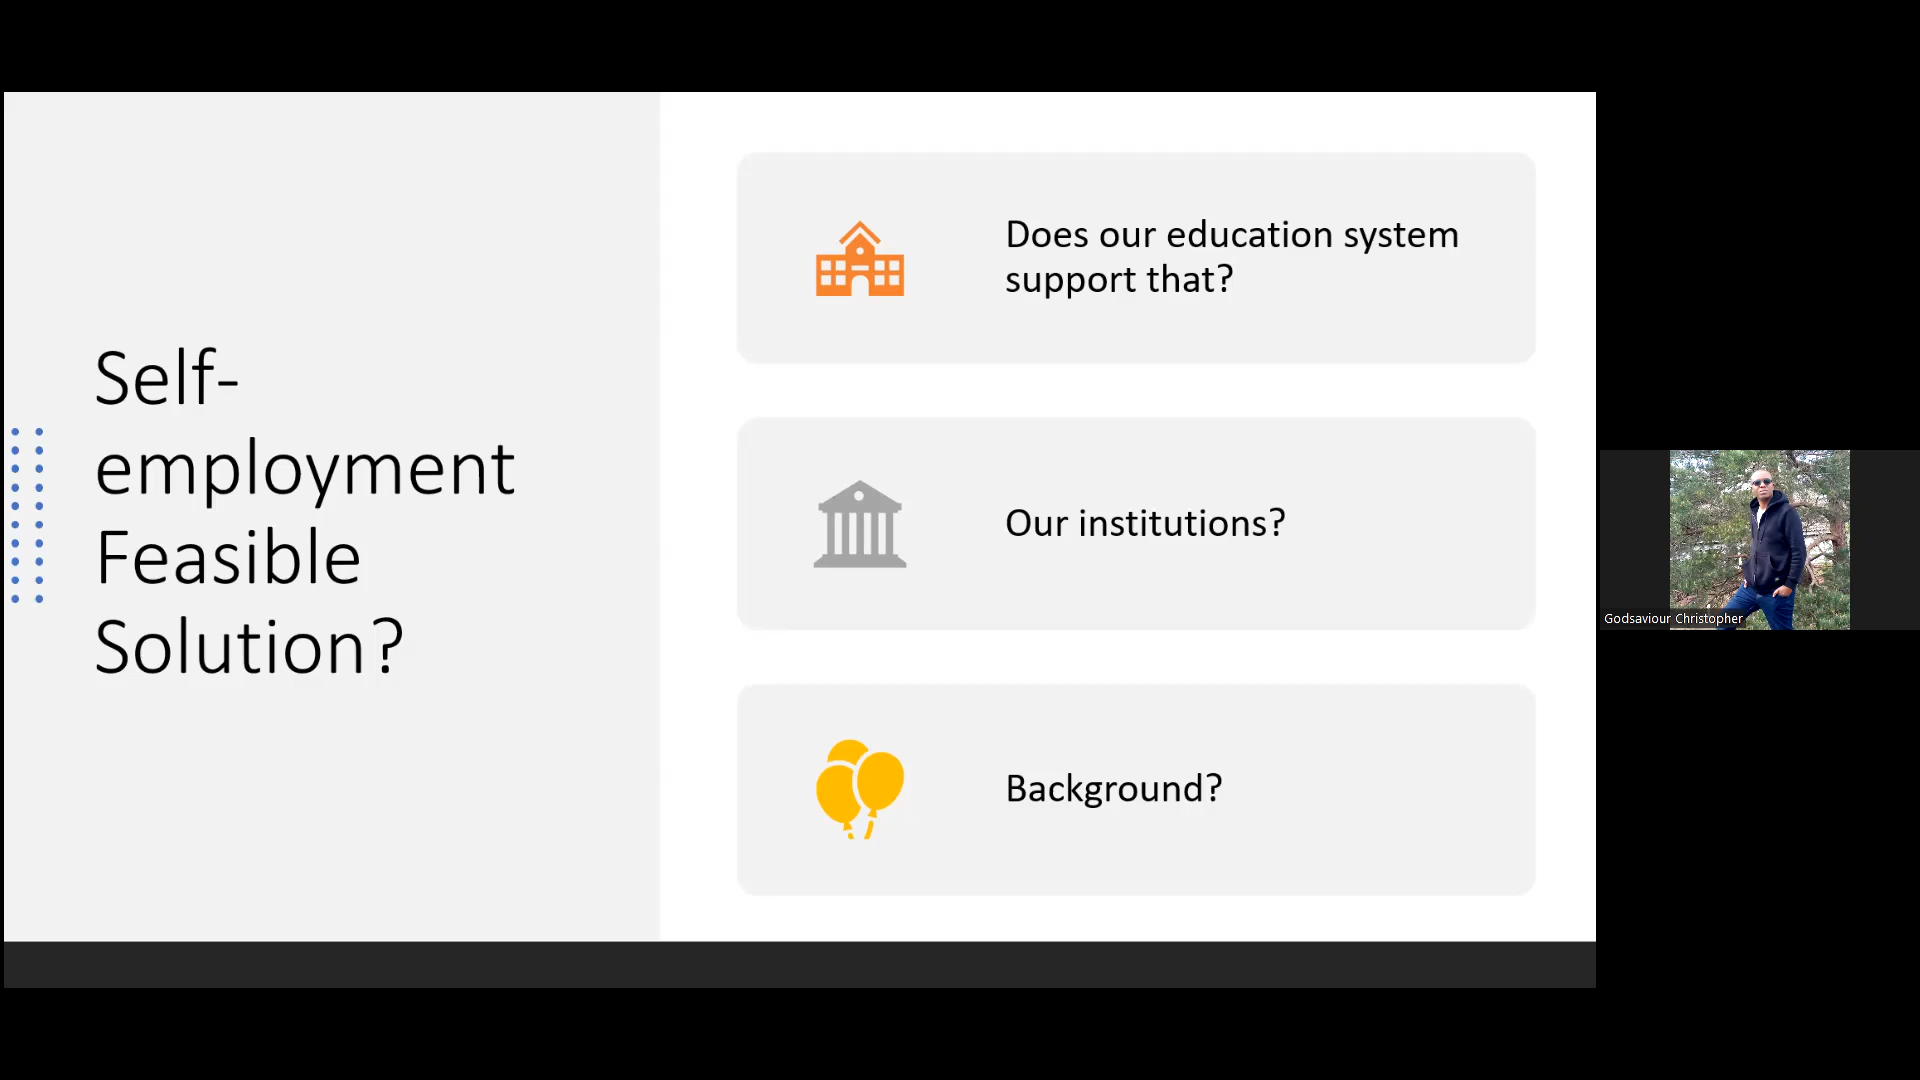 Self-
employment
Feasible
Solution?
Does our education system
support that?
Our institutions?
Background?
Godsaviour Christopher